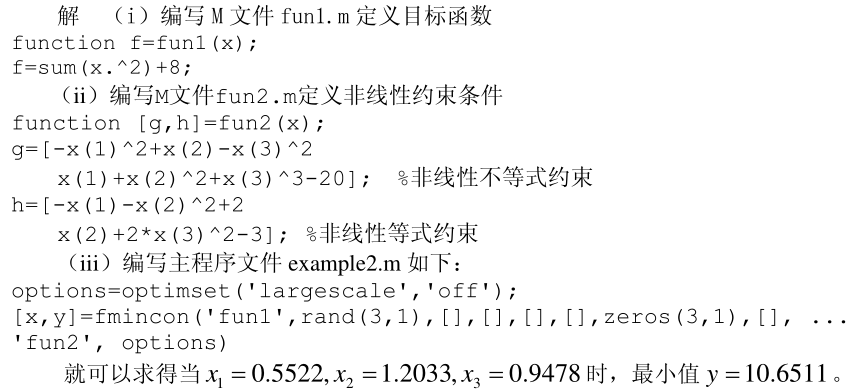 解 （i）编写 M 文件 fun1.m 定义目标函数
function f=fun1(x);
f=sum(x.^2)+8;
（ii）编写M文件fun2.m定义非线性约束条件
function [g,h]=fun2(x);
g=[-x(1)^2+x(2)-x(3)^2
x(1)+x(2)^2+x(3)^3-20]; %非线性不等式约束
h=[-x(1)-x(2)^2+2
x(2)+2*x(3)^2-3]; %非线性等式约束
（iii）编写主程序文件 example2.m 如下：
options=optimset('largescale','off');
[x,y]=fmincon('fun1',rand(3,1),[],[],[],[],zeros(3,1),[], ...
'fun2', options)
就可以求得当 x₁ = 0.5522, x₂ = 1.2033, x₃ = 0.9478 时，最小值 y = 10.6511。